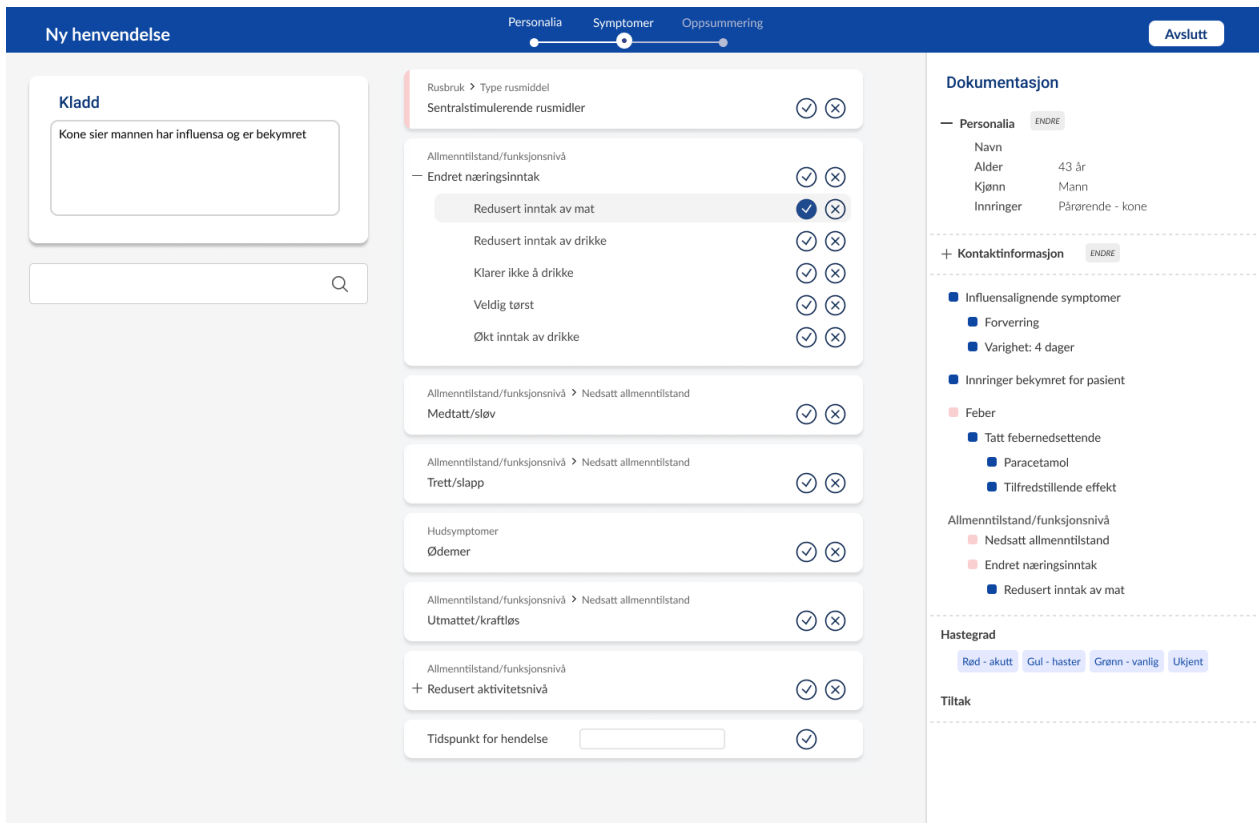 Ny henvendelse
Personalia Symptomer Oppsummering
Avslutt
Kladd
Kone sier mannen har influensa og er bekymret
Rusbruk > Type rusmiddel
Sentralstimulerende rusmidler
Allmenntilstand/funksjonsnivå
Endret næringsinntak
Redusert inntak av mat
Redusert inntak av drikke
Klarer ikke å drikke
Veldig tørst
Økt inntak av drikke
Allmenntilstand/funksjonsnivå > Nedsatt allmenntilstand
Medtatt/sløv
Allmenntilstand/funksjonsnivå > Nedsatt allmenntilstand
Trett/slapp
Hudsymptomer
Ødemer
Allmenntilstand/funksjonsnivå > Nedsatt allmenntilstand
Utmattet/kraftløs
Allmenntilstand/funksjonsnivå
Redusert aktivitetsnivå
Tidspunkt for hendelse
Dokumentasjon
Personalia ENDRE
Navn
Alder 43 år
Kjønn Mann
Innringer Pårørende - kone
Kontaktinformasjon ENDRE
Influensalignende symptomer
Forverring
Varighet: 4 dager
Innringer bekymret for pasient
Feber
Tatt febernedsettende
Paracetamol
Tilfredstillende effekt
Allmenntilstand/funksjonsnivå
Nedsatt allmenntilstand
Endret næringsinntak
Redusert inntak av mat
Hastegrad
Rød - akutt Gul - haster Grønn - vanlig Ukjent
Tiltak